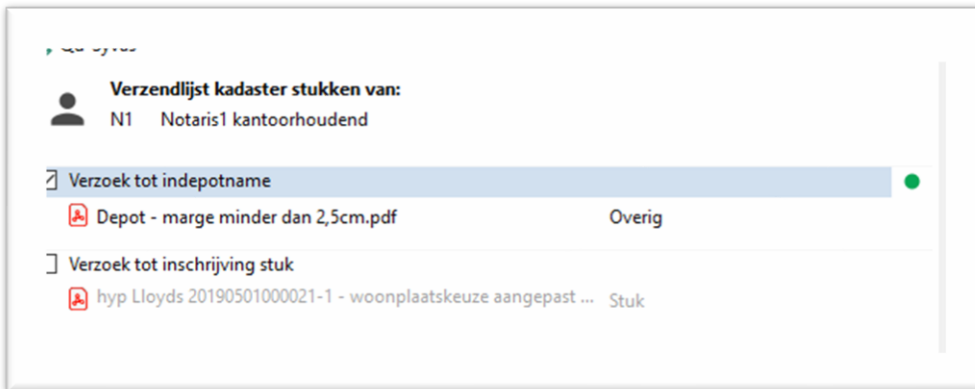 Verzendlijst kadaster stukken van:
N1 Notaris1 kantoorhoudend
Verzoek tot indepotname
Depot - marge minder dan 2,5cm.pdf Overig
Verzoek tot inschrijving stuk
hyp Lloyds 20190501000021-1 - woonplaatskeuze aangepast ... Stuk